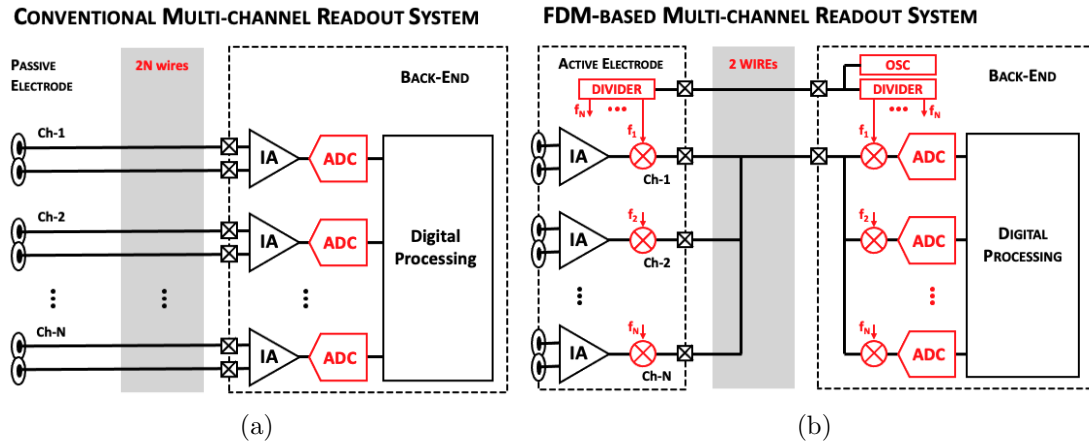 CONVENTIONAL MULTI-CHANNEL READOUT SYSTEM
PASSIVE
ELECTRODE
2N wires
BACK-END
Ch-1
IA
ADC
Ch-2
IA
ADC
Digital
Processing
Ch-N
IA
ADC
(a)
FDM-BASED MULTI-CHANNEL READOUT SYSTEM
ACTIVE ELECTRODE
2 WIREs
OSC
BACK-END
DIVIDER
DIVIDER
fN
fN
f1
f1
IA
ADC
Ch-1
f2
f2
IA
ADC
Ch-2
DIGITAL
PROCESSING
fN
fN
IA
ADC
Ch-N
(b)